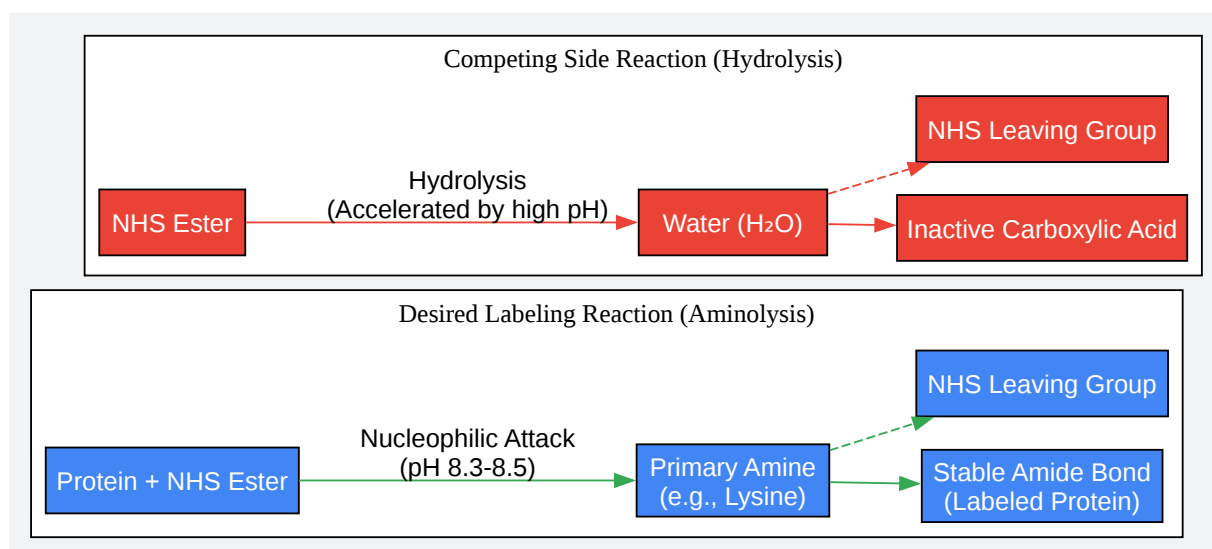 Competing Side Reaction (Hydrolysis)
NHS Leaving Group
Hydrolysis
(Accelerated by high pH)
NHS Ester
Water (H₂O)
Inactive Carboxylic Acid
Desired Labeling Reaction (Aminolysis)
NHS Leaving Group
Nucleophilic Attack
(pH 8.3-8.5)
Protein + NHS Ester
Primary Amine
(e.g., Lysine)
Stable Amide Bond
(Labeled Protein)